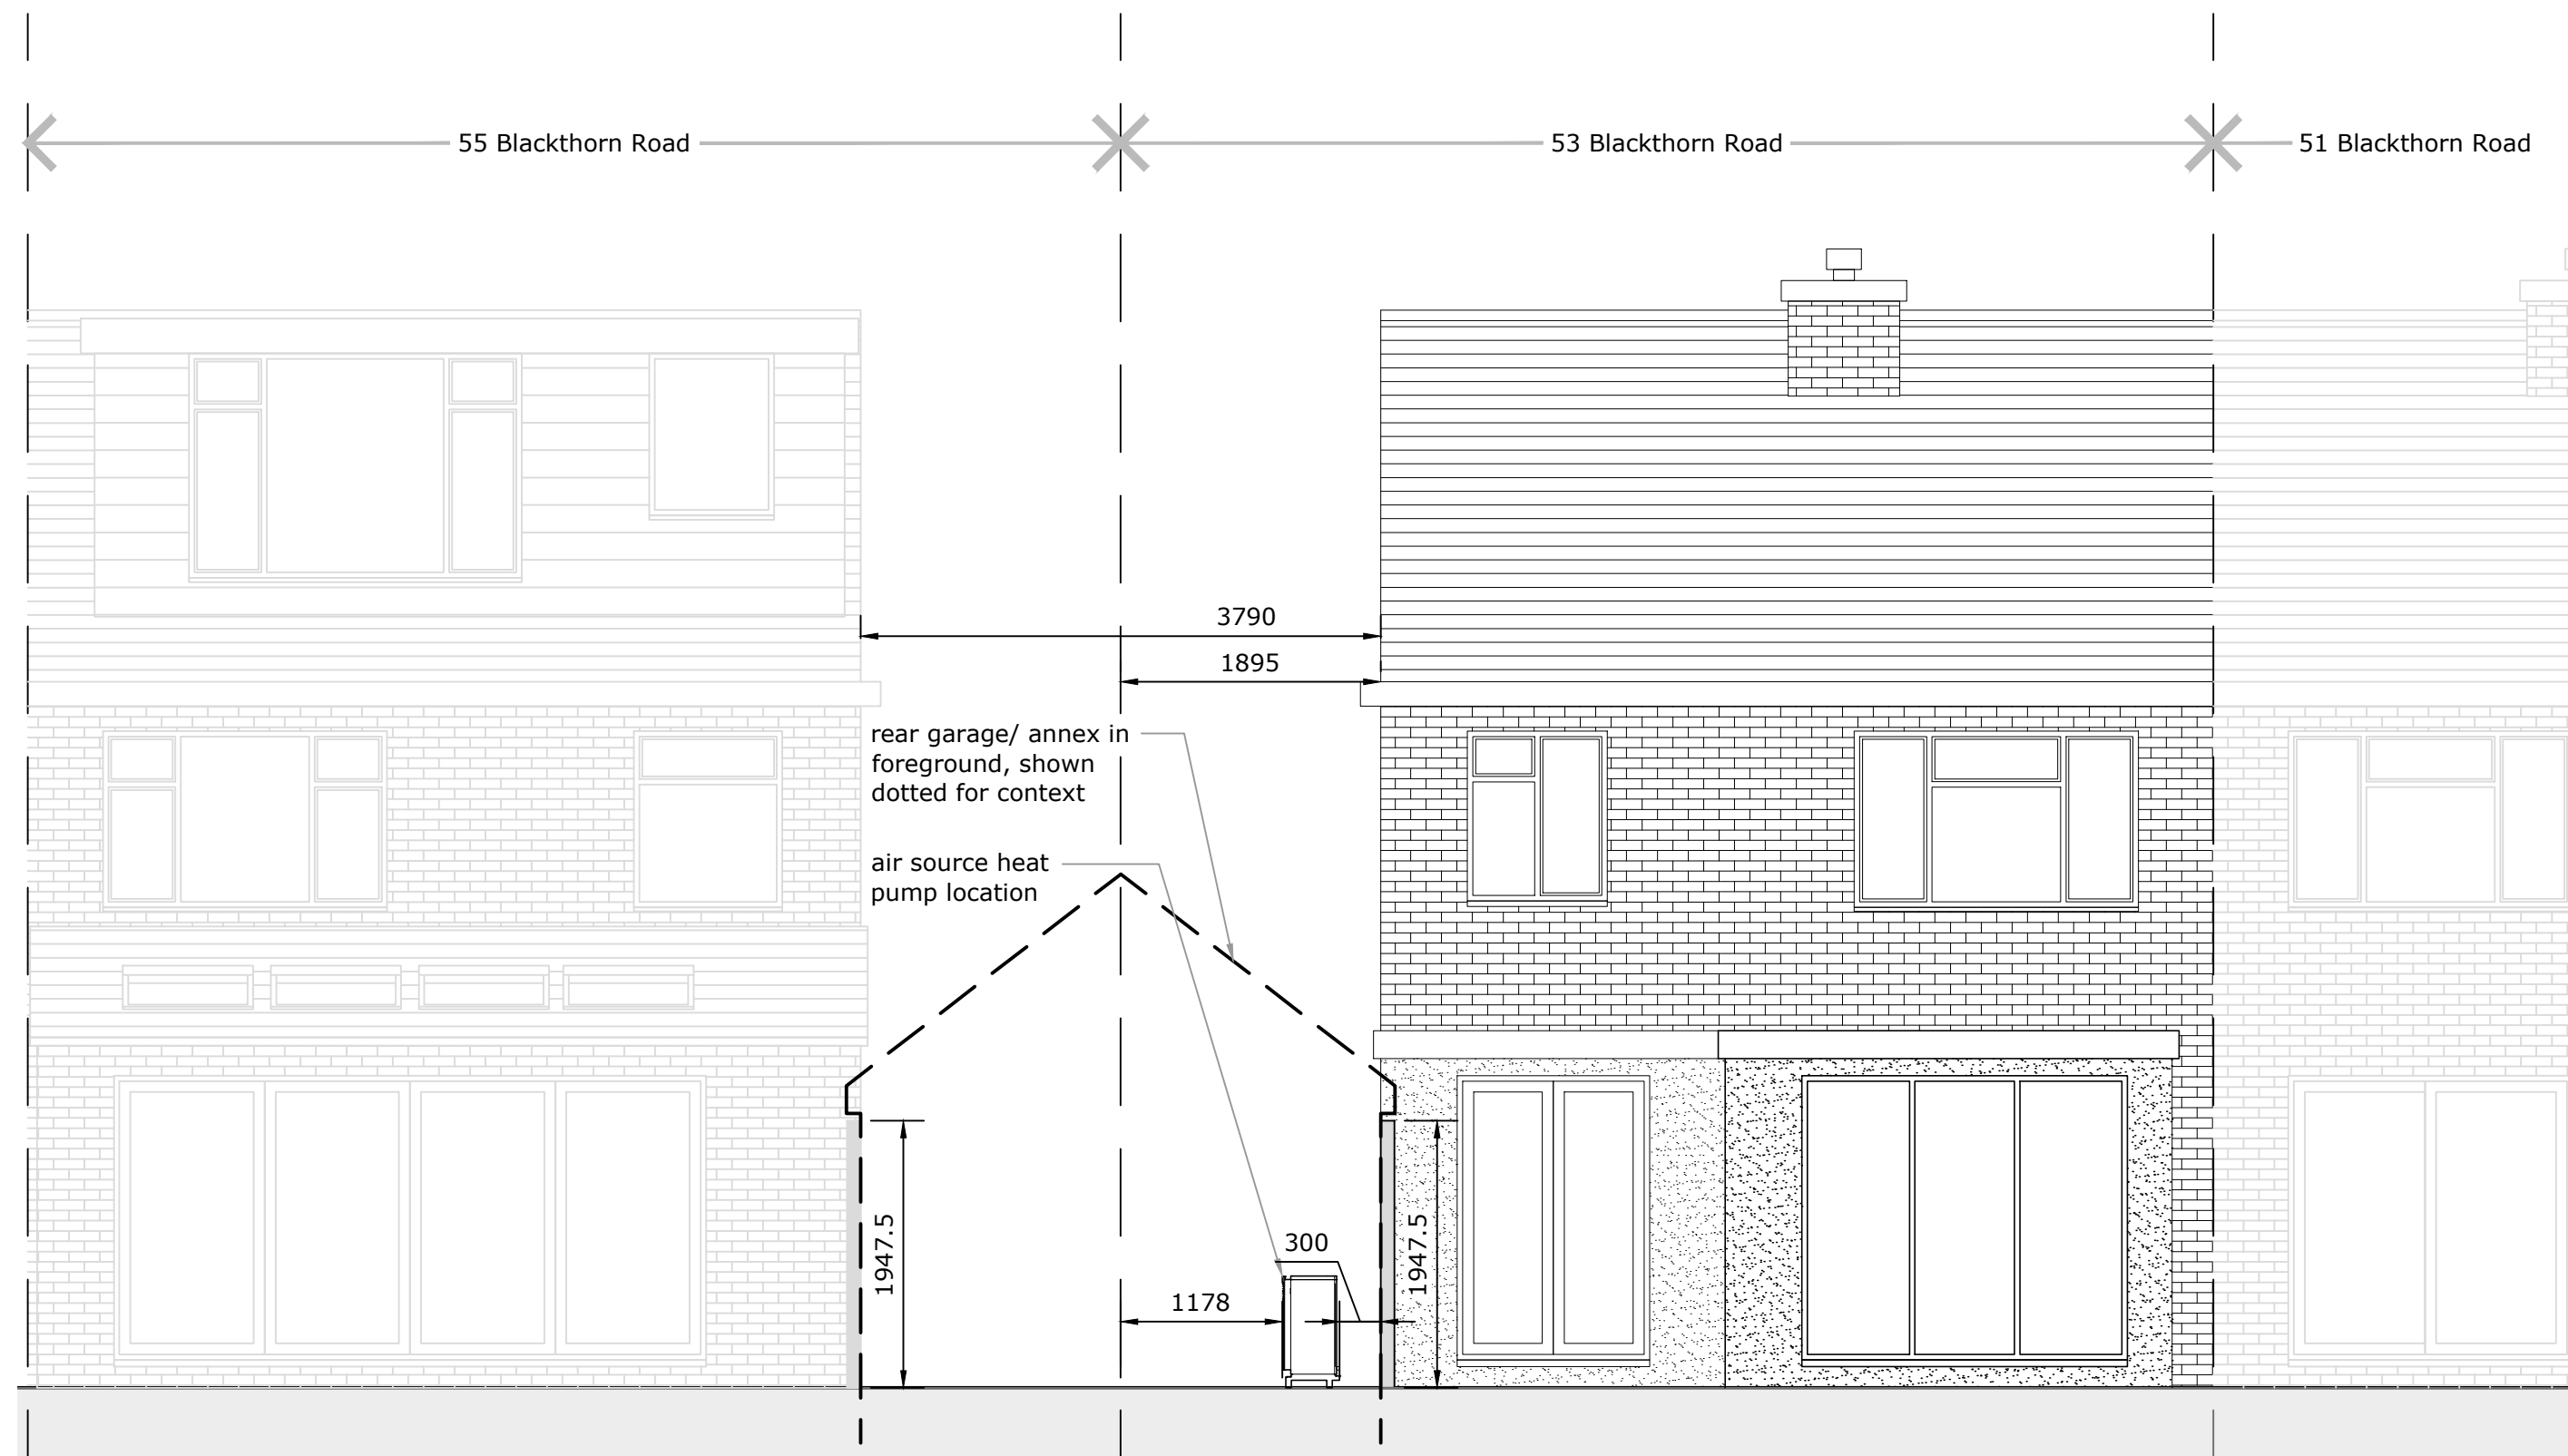 55 Blackthorn Road
53 Blackthorn Road
51 Blackthorn Road
3790
1895
rear garage/ annex in
foreground, shown
dotted for context
air source heat
pump location
1947.5
300
1947.5
1178